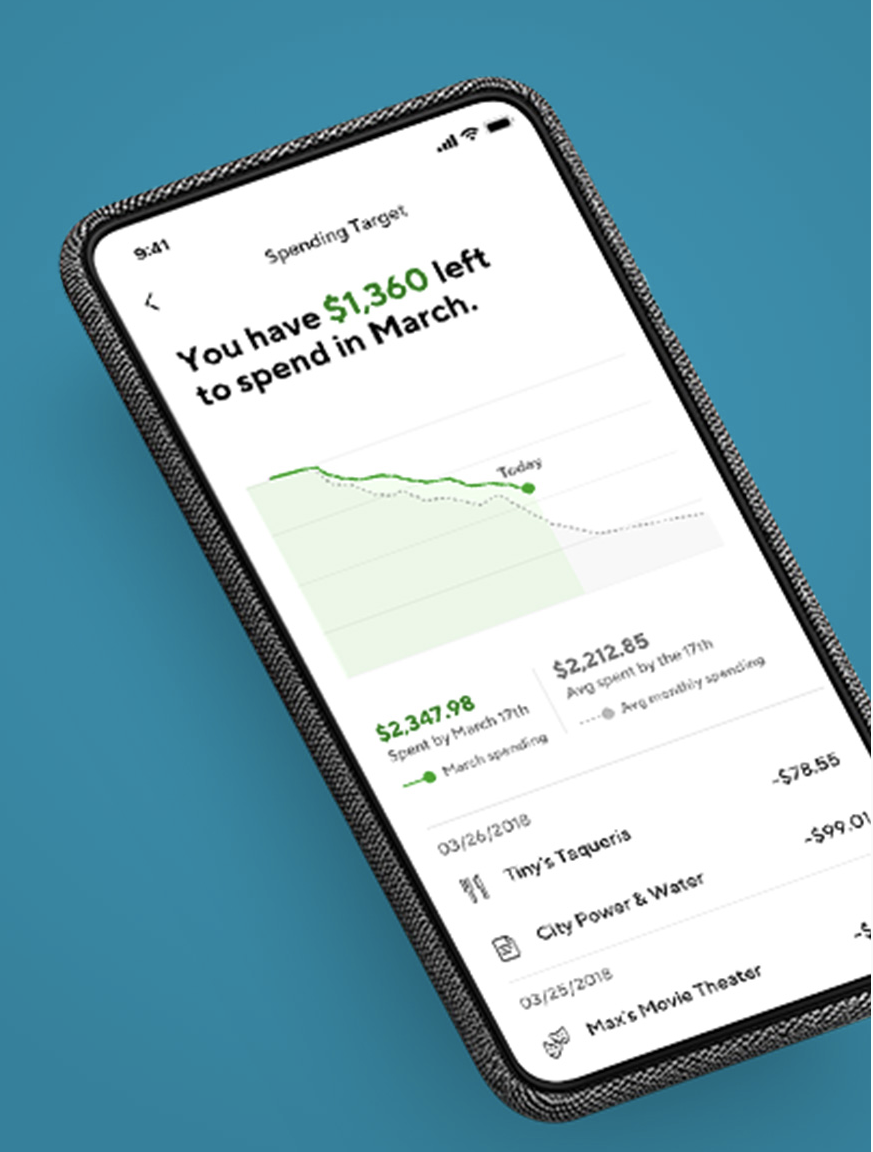 9:41
Spending Target
You have $1,360 left
to spend in March.
Today
$2,347.98
Spent by March 17th
March spending
$2,212.85
Avg spent by the 17th
Avg monthly spending
03/26/2018
Tiny's Taqueria
-$78.55
City Power & Water
-$99.01
03/25/2018
Max's Movie Theater
-$